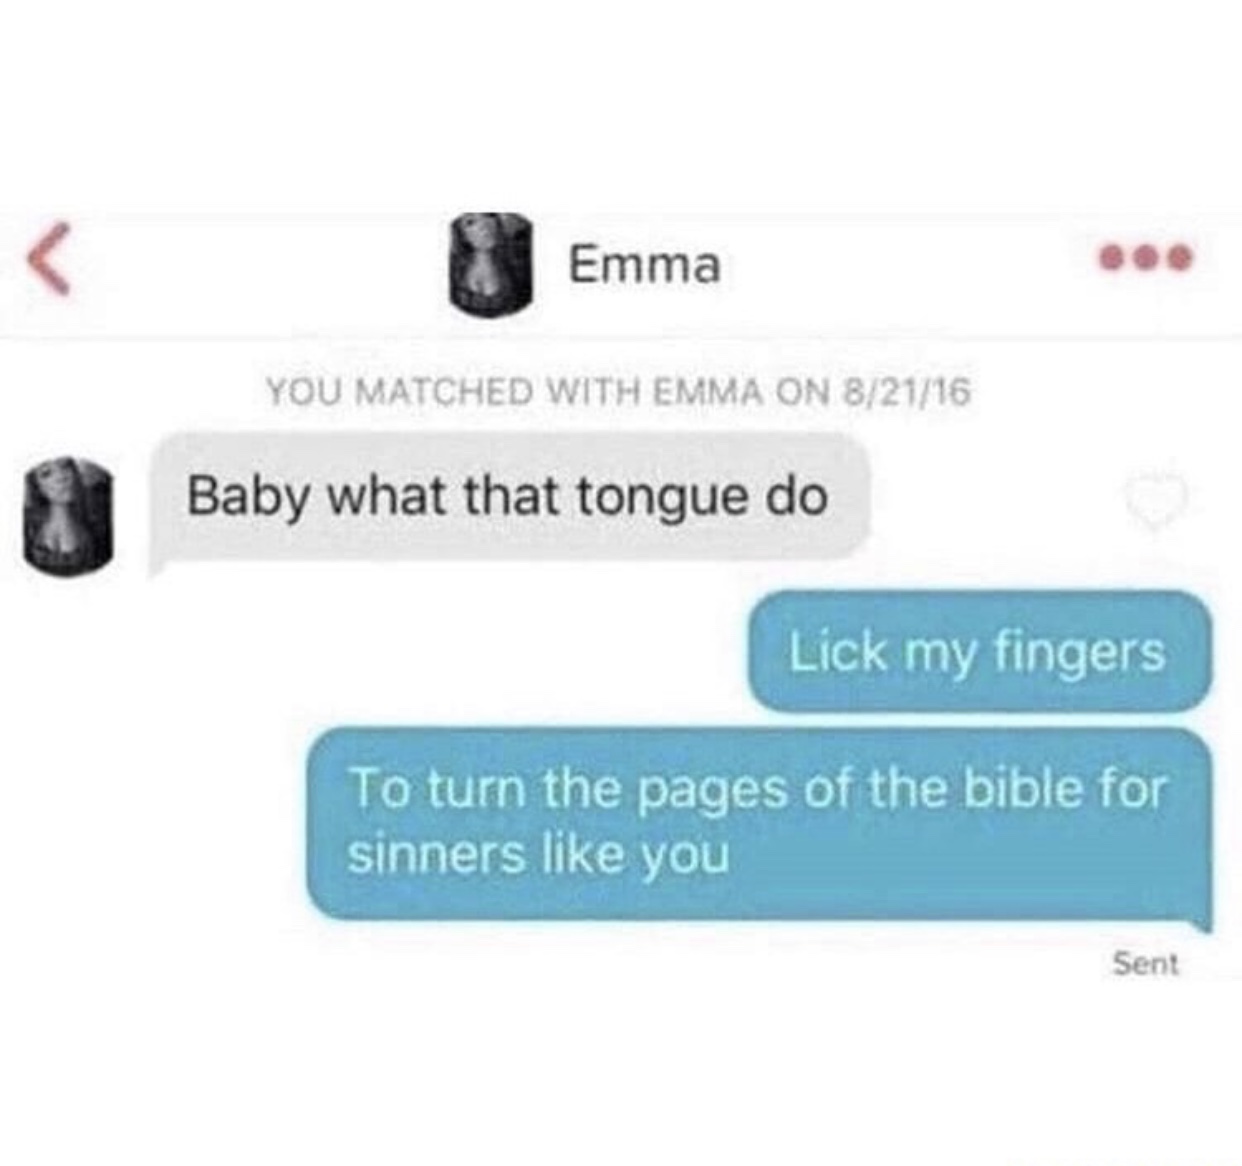 Emma
YOU MATCHED WITH EMMA ON 8/21/16
Baby what that tongue do
Lick my fingers
To turn the pages of the bible for
sinners like you
Sent